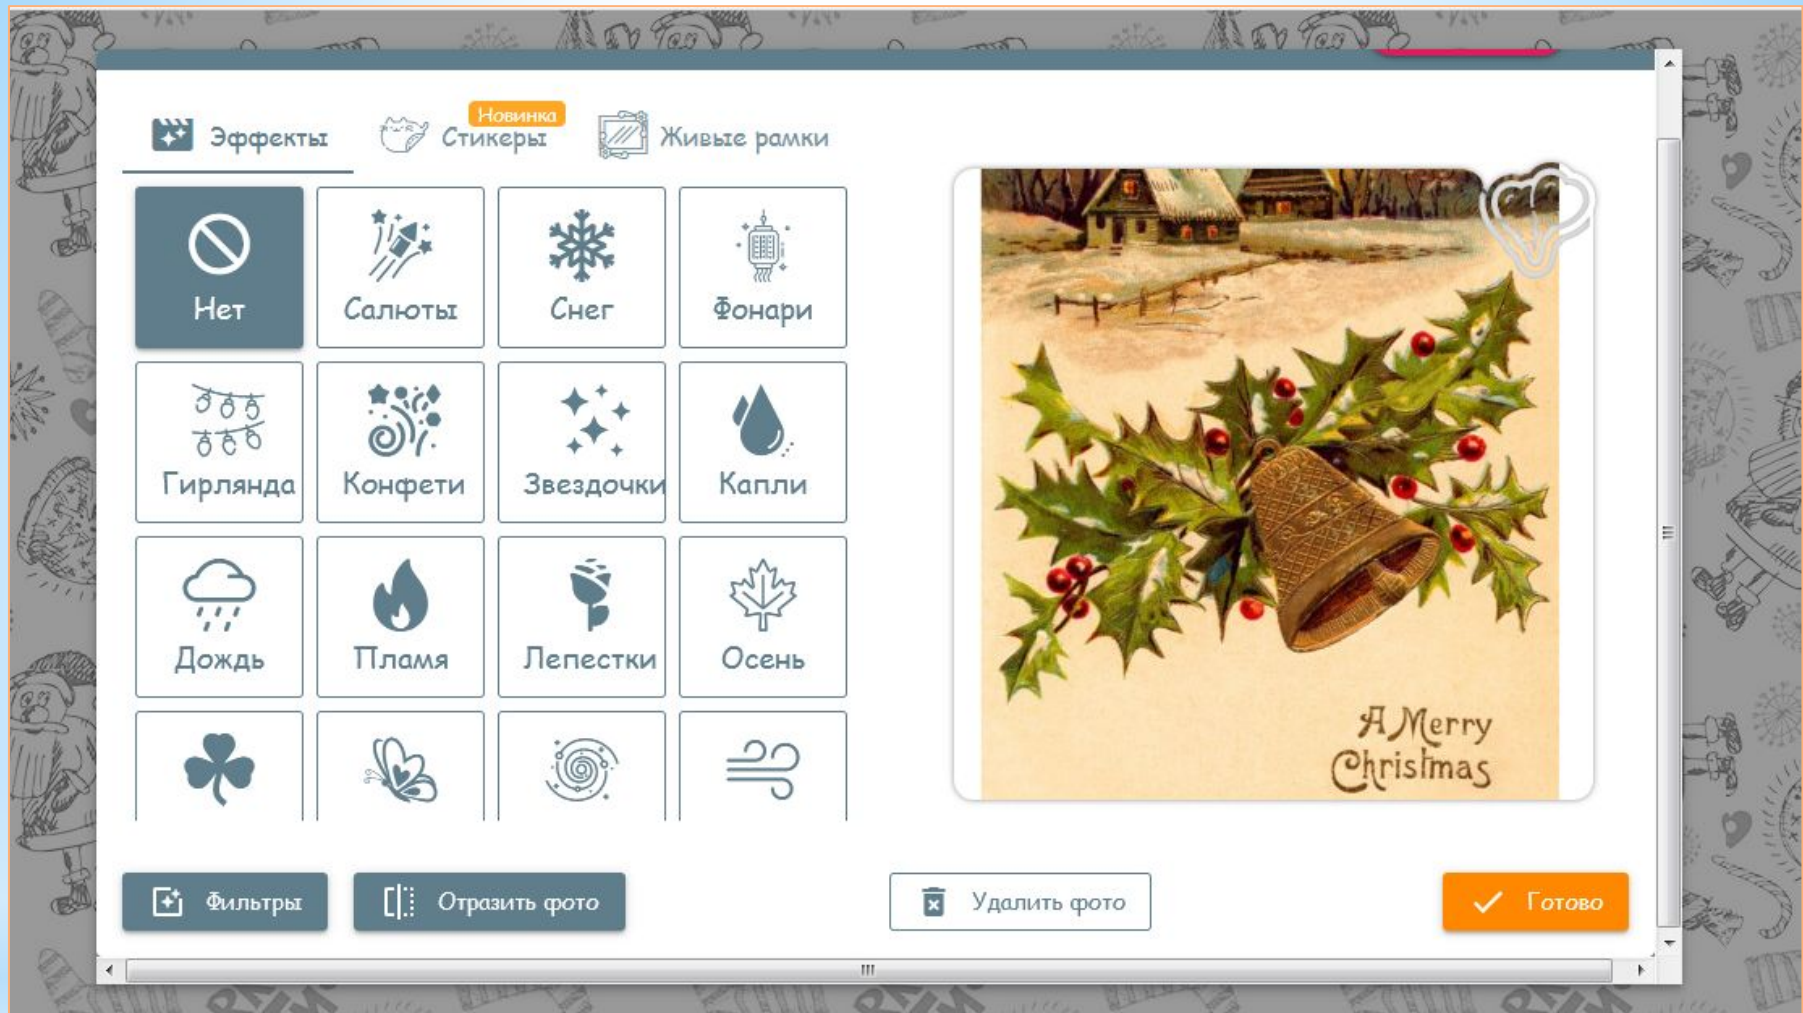 Новинка
Эффекты
Стикеры
Живые рамки
Нет
Салюты
Снег
Фонари
Гирлянда
Конфети
Звездочки
Капли
Дождь
Пламя
Лепестки
Осень
A Merry
Christmas
Фильтры
Отразить фото
Удалить фото
Готово